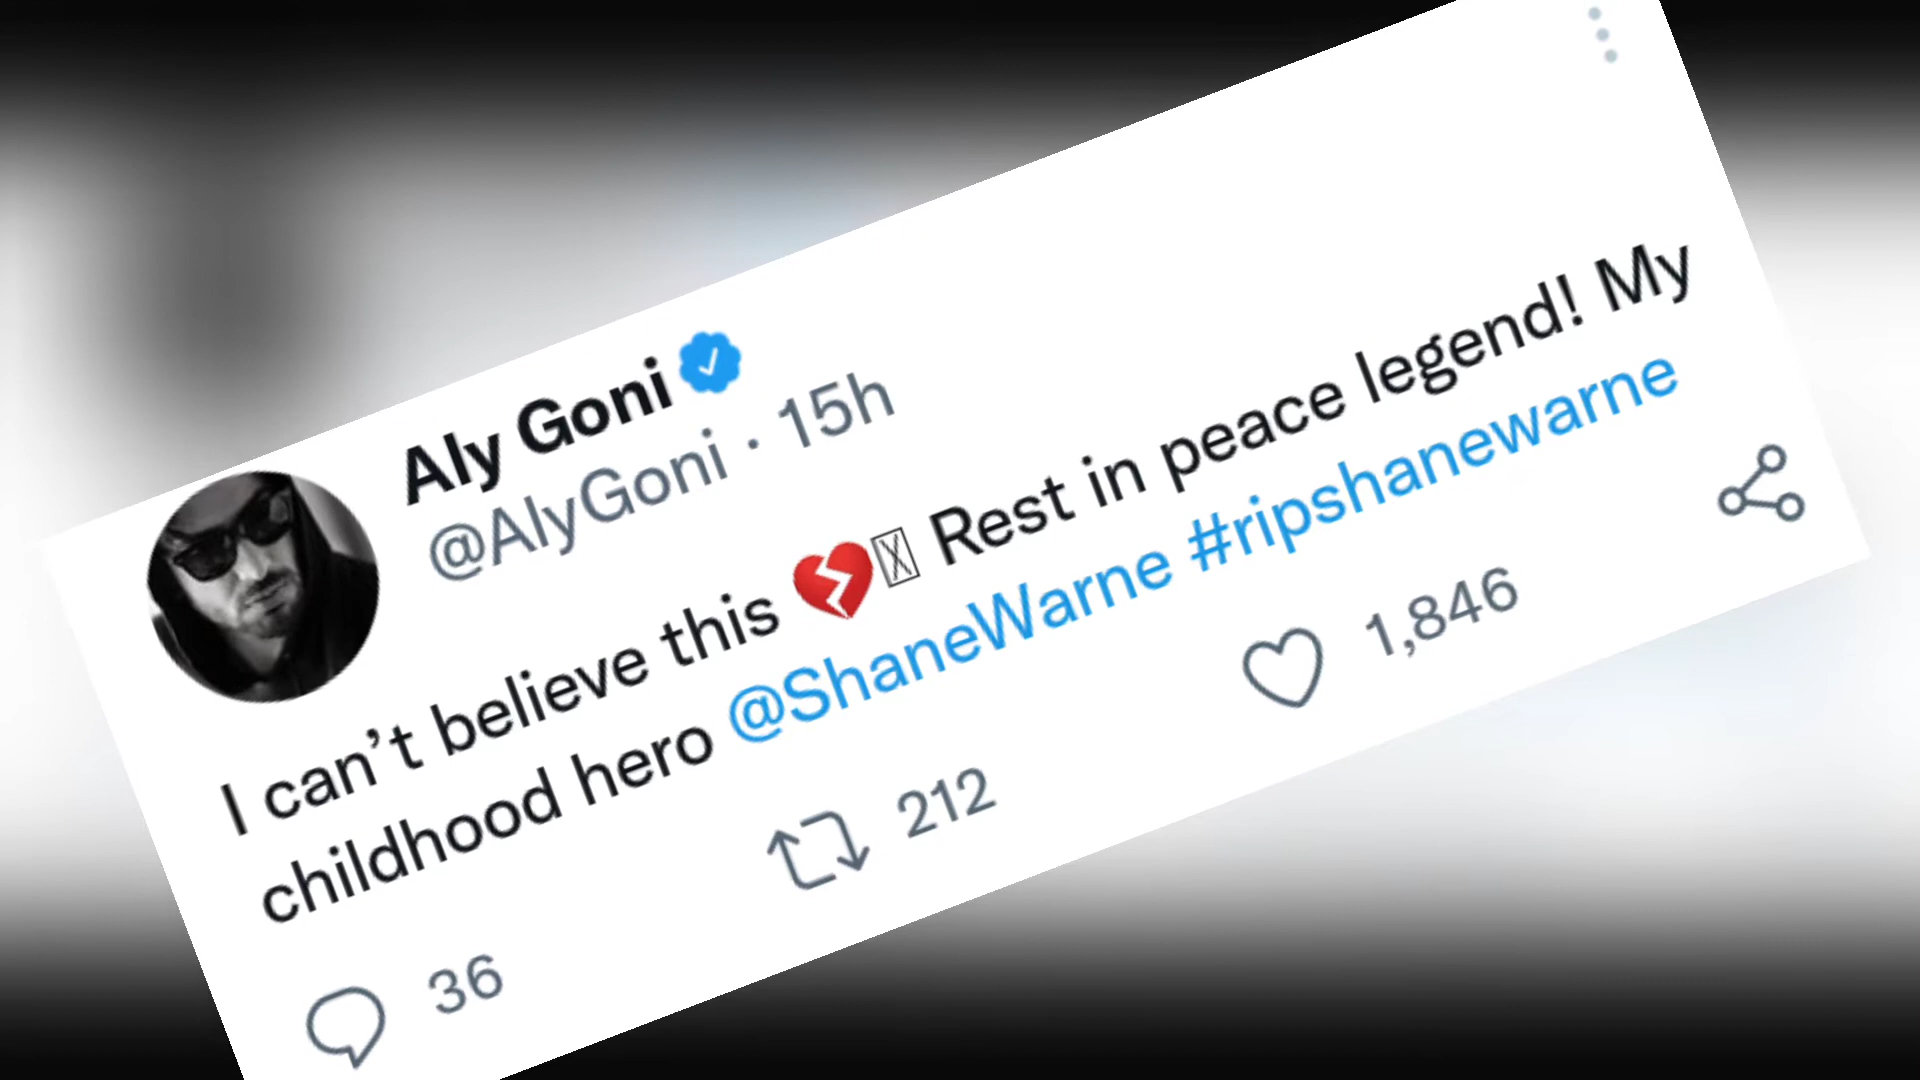 Aly Goni
@AlyGoni · 15h
I can’t believe this 💔 Rest in peace legend! My
childhood hero @ShaneWarne #ripshanewarne
36 212 1,846